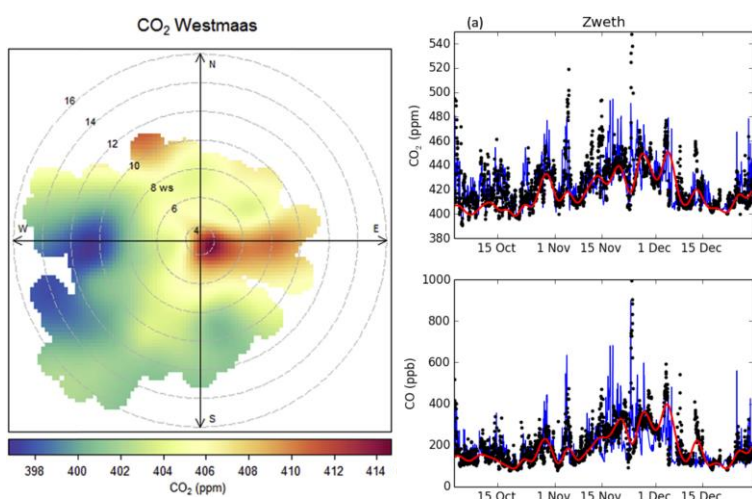 CO₂ Westmaas
N
16
14
12
10
8 ws
6
4
W
E
S
398 400 402 404 406 408 410 412 414
CO₂ (ppm)
(a) Zweth
550
520
500
480
460
440
420
400
380
CO₂ (ppm)
15 Oct 1 Nov 15 Nov 1 Dec 15 Dec
1000
800
600
400
200
0
CO (ppb)
15 Oct 1 Nov 15 Nov 1 Dec 15 Dec